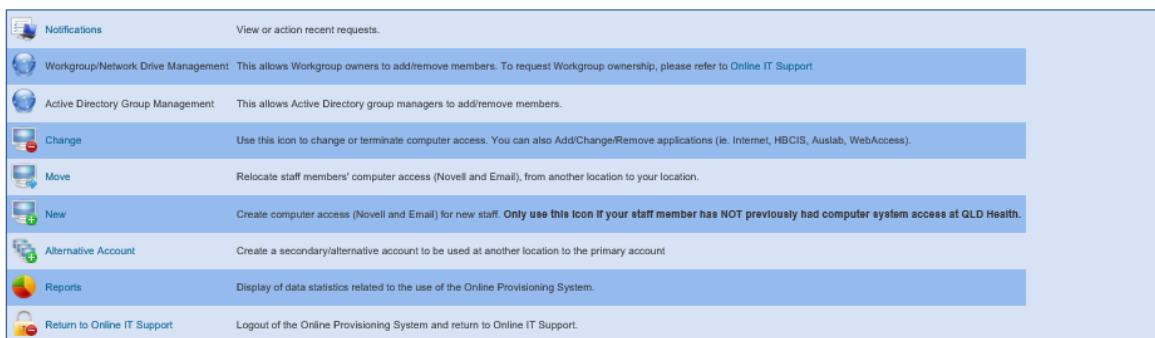 Notifications View or action recent requests.
Workgroup/Network Drive Management This allows Workgroup owners to add/remove members. To request Workgroup ownership, please refer to Online IT Support
Active Directory Group Management This allows Active Directory group managers to add/remove members.
Change Use this icon to change or terminate computer access. You can also Add/Change/Remove applications (ie. Internet, HBCIS, Auslab, WebAccess).
Move Relocate staff members' computer access (Novell and Email), from another location to your location.
New Create computer access (Novell and Email) for new staff. Only use this icon if your staff member has NOT previously had computer system access at QLD Health.
Alternative Account Create a secondary/alternative account to be used at another location to the primary account
Reports Display of data statistics related to the use of the Online Provisioning System.
Return to Online IT Support Logout of the Online Provisioning System and return to Online IT Support.